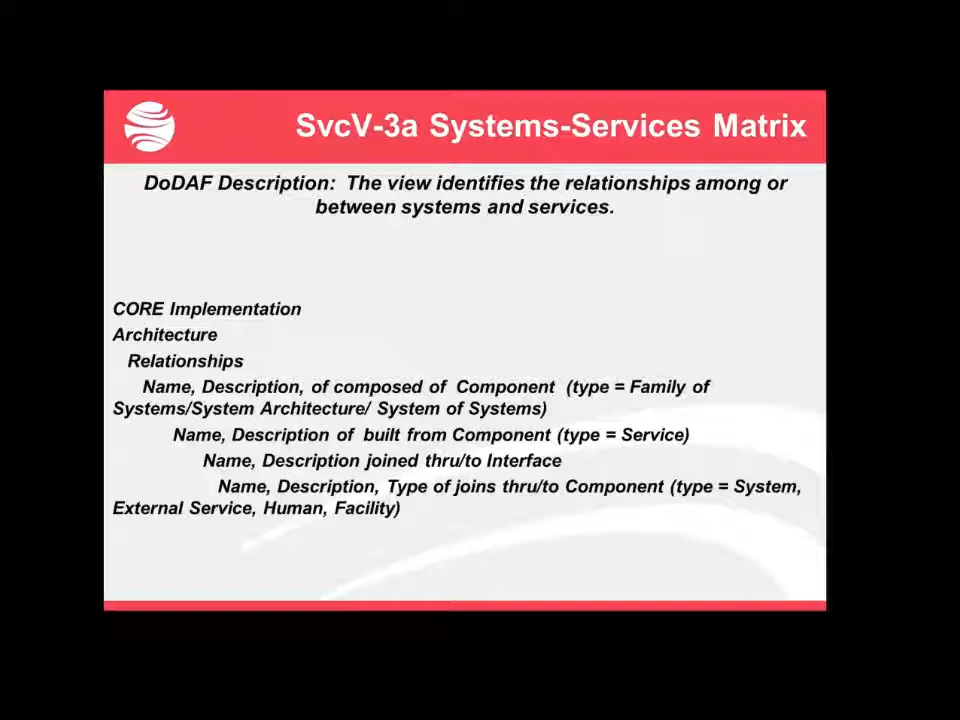 SvcV-3a Systems-Services Matrix
DoDAF Description: The view identifies the relationships among or
between systems and services.
CORE Implementation
Architecture
Relationships
Name, Description, of composed of Component (type = Family of
Systems/System Architecture/ System of Systems)
Name, Description of built from Component (type = Service)
Name, Description joined thru/to Interface
Name, Description, Type of joins thru/to Component (type = System,
External Service, Human, Facility)